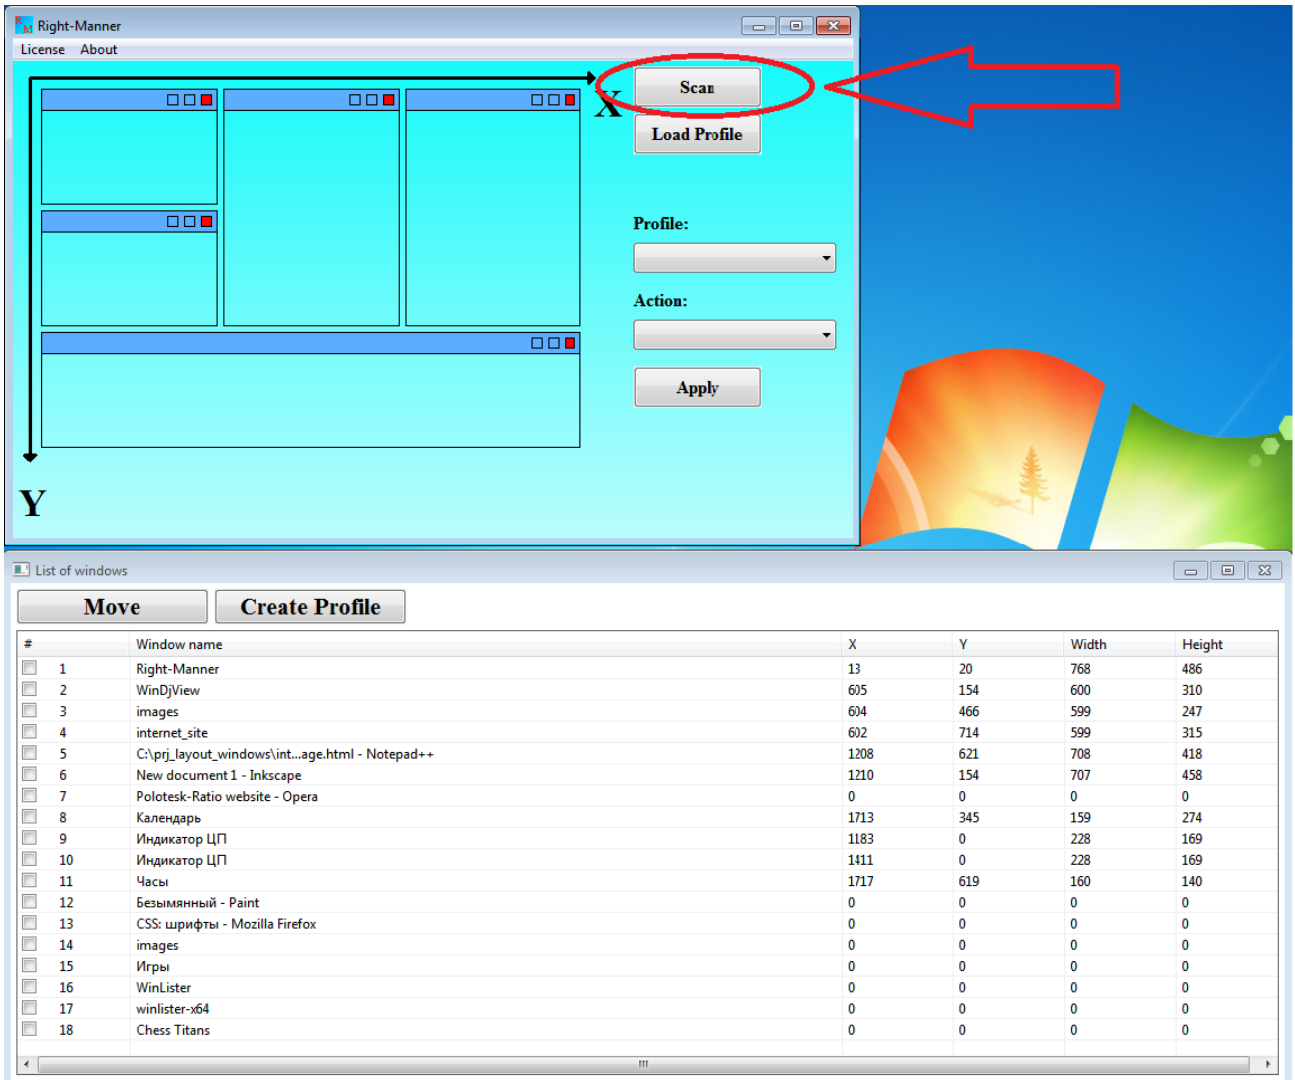 Right-Manner
License About
Scan
X
Load Profile
Profile:
Action:
Apply
Y
List of windows
Move Create Profile
# Window name X Y Width Height
1 Right-Manner 13 20 768 486
2 WinDjView 605 154 600 310
3 images 604 466 599 247
4 internet_site 602 714 599 315
5 C:\prj_layout_windows\int...age.html - Notepad++ 1208 621 708 418
6 New document 1 - Inkscape 1210 154 707 458
7 Polotesk-Ratio website - Opera 0 0 0 0
8 Календарь 1713 345 159 274
9 Индикатор ЦП 1183 0 228 169
10 Индикатор ЦП 1411 0 228 169
11 Часы 1717 619 160 140
12 Безымянный - Paint 0 0 0 0
13 CSS: шрифты - Mozilla Firefox 0 0 0 0
14 images 0 0 0 0
15 Игры 0 0 0 0
16 WinLister 0 0 0 0
17 winlister-x64 0 0 0 0
18 Chess Titans 0 0 0 0